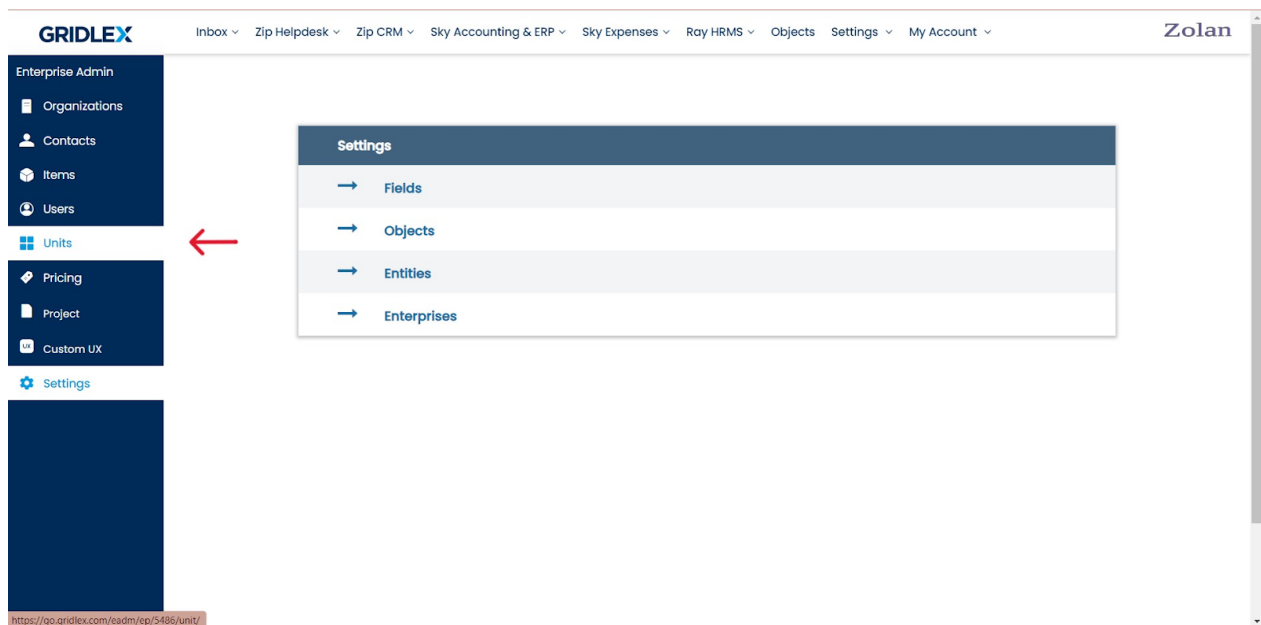 GRIDLEX
Inbox Zip Helpdesk Zip CRM Sky Accounting & ERP Sky Expenses Ray HRMS Objects Settings My Account
Zolan
Enterprise Admin
Organizations
Contacts
Items
Users
Units
Pricing
Project
UX Custom UX
Settings
Settings
Fields
Objects
Entities
Enterprises
https://go.gridlex.com/eadm/ep/5486/unit/